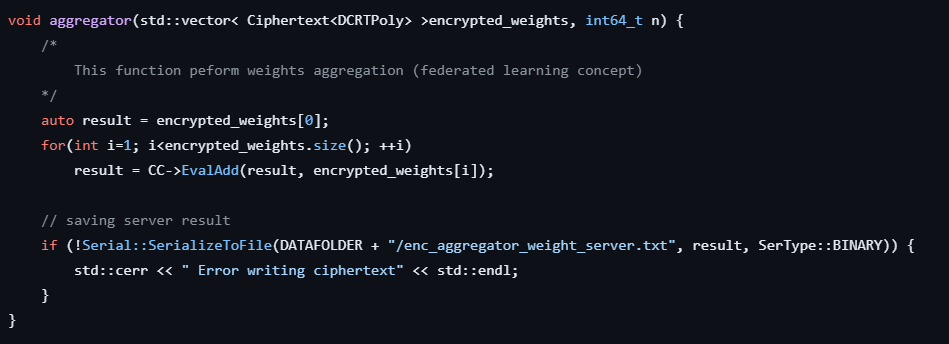 void aggregator(std::vector< Ciphertext<DCRTPoly> >encrypted_weights, int64_t n) {
    /*
        This function peform weights aggregation (federated learning concept)
    */
    auto result = encrypted_weights[0];
    for(int i=1; i<encrypted_weights.size(); ++i)
        result = CC->EvalAdd(result, encrypted_weights[i]);

    // saving server result
    if (!Serial::SerializeToFile(DATAFOLDER + "/enc_aggregator_weight_server.txt", result, SerType::BINARY)) {
        std::cerr << " Error writing ciphertext" << std::endl;
    }
}